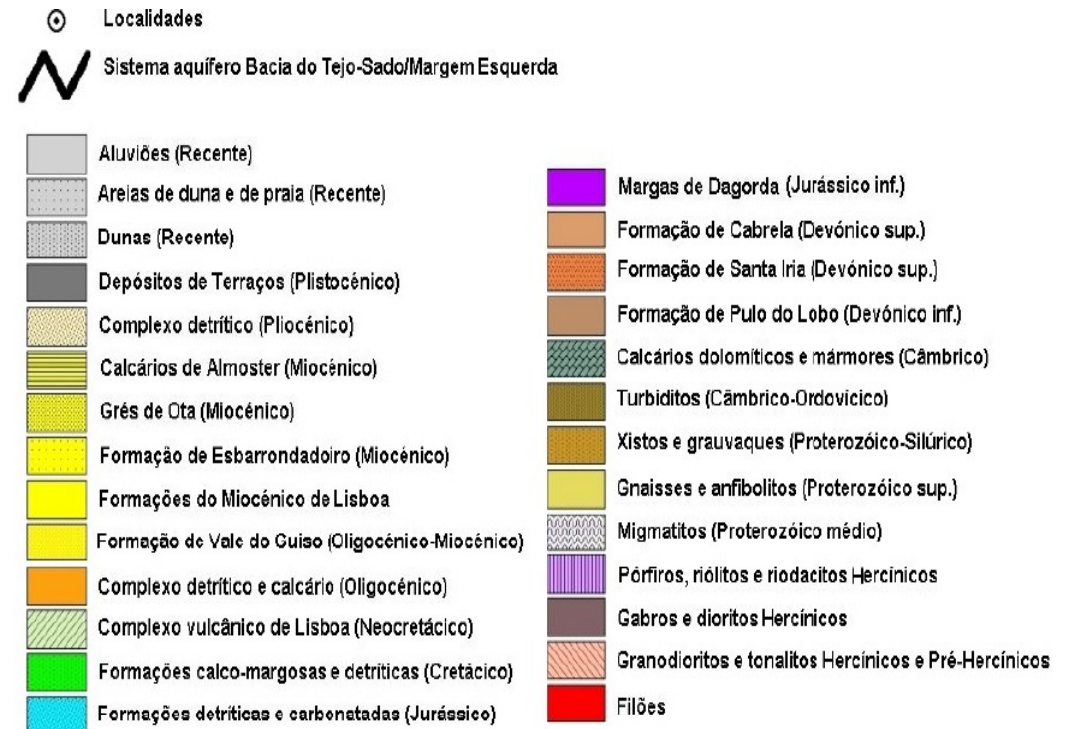 Localidades
Sistema aquífero Bacia do Tejo-Sado/Margem Esquerda
Aluviões (Recente)
Areias de duna e de praia (Recente)
Dunas (Recente)
Depósitos de Terraços (Plistocénico)
Complexo detrítico (Pliocénico)
Calcários de Almoster (Miocénico)
Grés de Ota (Miocénico)
Formação de Esbarrondadoiro (Miocénico)
Formações do Miocénico de Lisboa
Formação de Vale do Guiso (Oligocénico-Miocénico)
Complexo detrítico e calcário (Oligocénico)
Complexo vulcânico de Lisboa (Neocretácico)
Formações calco-margosas e detríticas (Cretácico)
Formações detríticas e carbonatadas (Jurássico)
Margas de Dagorda (Jurássico inf.)
Formação de Cabrela (Devónico sup.)
Formação de Santa Iria (Devónico sup.)
Formação de Pulo do Lobo (Devónico inf.)
Calcários dolomíticos e mármores (Câmbrico)
Turbiditos (Câmbrico-Ordovícico)
Xistos e grauvaques (Proterozóico-Silúrico)
Gnaisses e anfibolitos (Proterozóico sup.)
Migmatitos (Proterozóico médio)
Pórfiros, riólitos e riodacitos Hercínicos
Gabros e dioritos Hercínicos
Granodioritos e tonalitos Hercínicos e Pré-Hercínicos
Filões